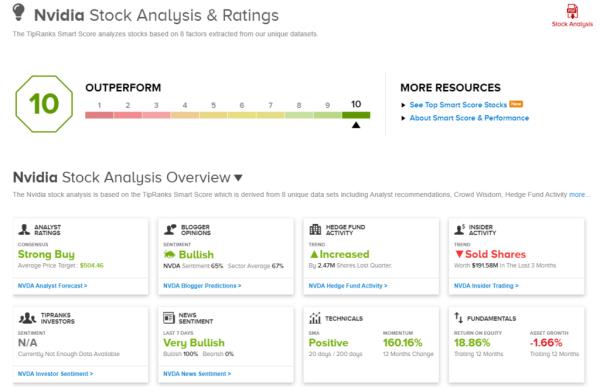 Nvidia Stock Analysis & Ratings
Stock Analysis
The TipRanks Smart Score analyzes stocks based on 8 factors extracted from our unique datasets.
10
OUTPERFORM
1 2 3 4 5 6 7 8 9 10
MORE RESOURCES
See Top Smart Score Stocks New
About Smart Score & Performance
Nvidia Stock Analysis Overview
The Nvidia stock analysis is based on the TipRanks Smart Score which is derived from 8 unique data sets including Analyst recommendations, Crowd Wisdom, Hedge Fund Activity more...
ANALYST
RATINGS
CONSENSUS
Strong Buy
Average Price Target : $504.46
NVDA Analyst Forecast >
BLOGGER
OPINIONS
SENTIMENT
Bullish
NVDA Sentiment 65% Sector Average 67%
NVDA Blogger Predictions >
HEDGE FUND
ACTIVITY
TREND
Increased
By 2.47M Shares Last Quarter.
NVDA Hedge Fund Activity >
INSIDER
ACTIVITY
TREND
Sold Shares
Worth $191.58M In The Last 3 Months
NVDA Insider Trading >
TIPRANKS
INVESTORS
SENTIMENT
N/A
Currently Not Enough Data Available
NVDA Investor Sentiment >
NEWS
SENTIMENT
LAST 7 DAYS
Very Bullish
Bullish 100% Bearish 0%
NVDA News Sentiment >
TECHNICALS
SMA MOMENTUM
Positive 160.16%
20 days / 200 days 12 Months Change
FUNDAMENTALS
RETURN ON EQUITY ASSET GROWTH
18.86% -1.66%
Trailing 12 Months Trailing 12 Months